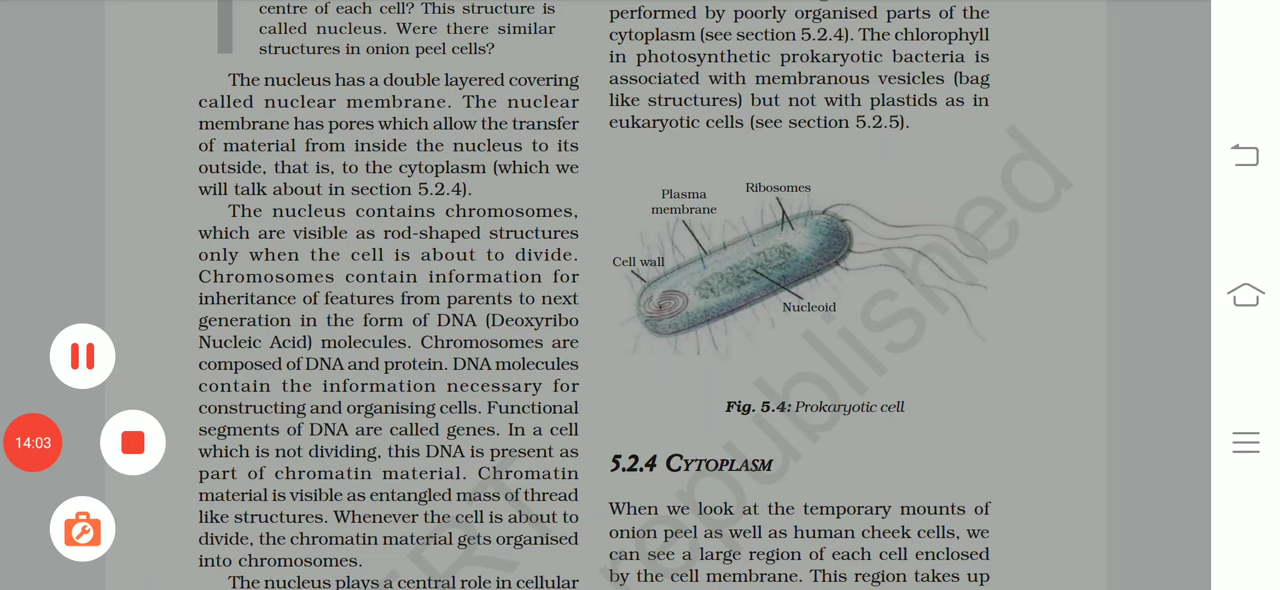 centre of each cell? This structure is
called nucleus. Were there similar
structures in onion peel cells?
The nucleus has a double layered covering
called nuclear membrane. The nuclear
membrane has pores which allow the transfer
of material from inside the nucleus to its
outside, that is, to the cytoplasm (which we
will talk about in section 5.2.4).
The nucleus contains chromosomes,
which are visible as rod-shaped structures
only when the cell is about to divide.
Chromosomes contain information for
inheritance of features from parents to next
generation in the form of DNA (Deoxyribo
Nucleic Acid) molecules. Chromosomes are
composed of DNA and protein. DNA molecules
contain the information necessary for
constructing and organising cells. Functional
segments of DNA are called genes. In a cell
which is not dividing, this DNA is present as
part of chromatin material. Chromatin
material is visible as entangled mass of thread
like structures. Whenever the cell is about to
divide, the chromatin material gets organised
into chromosomes.
The nucleus plays a central role in cellular
performed by poorly organised parts of the
cytoplasm (see section 5.2.4). The chlorophyll
in photosynthetic prokaryotic bacteria is
associated with membranous vesicles (bag
like structures) but not with plastids as in
eukaryotic cells (see section 5.2.5).
Ribosomes
Plasma
membrane
Cell wall
Nucleoid
Fig. 5.4: Prokaryotic cell
5.2.4 CYTOPLASM
When we look at the temporary mounts of
onion peel as well as human cheek cells, we
can see a large region of each cell enclosed
by the cell membrane. This region takes up
republished
14:03